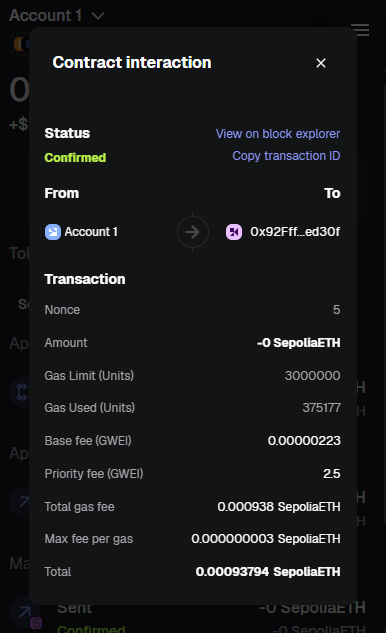 Account 1
Contract interaction
0
+$
Status
View on block explorer
Confirmed
Copy transaction ID
From
To
Account 1
0x92Fff...ed30f
Transaction
Nonce
5
Amount
-0 SepoliaETH
Gas Limit (Units)
3000000
Gas Used (Units)
375177
Base fee (GWEI)
0.00000223
Priority fee (GWEI)
2.5
Total gas fee
0.000938 SepoliaETH
Max fee per gas
0.000000003 SepoliaETH
Total
0.00093794 SepoliaETH
Sent
-0 SepoliaETH
Confirmed